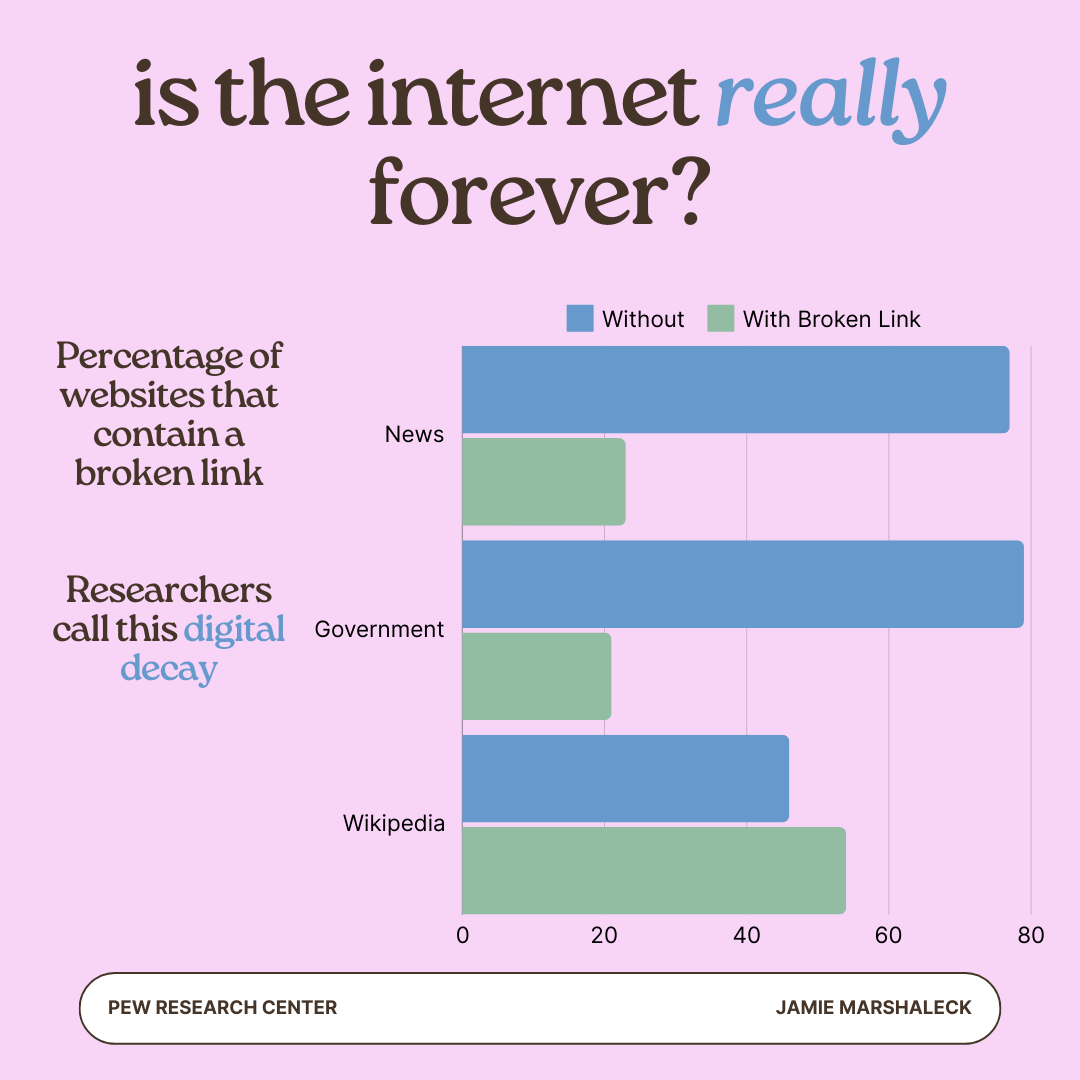 is the internet really
forever?
Without
With Broken Link
Percentage of
websites that
contain a
broken link
Researchers
call this digital
decay
News
Government
Wikipedia
0 20 40 60 80
PEW RESEARCH CENTER
JAMIE MARSHALECK